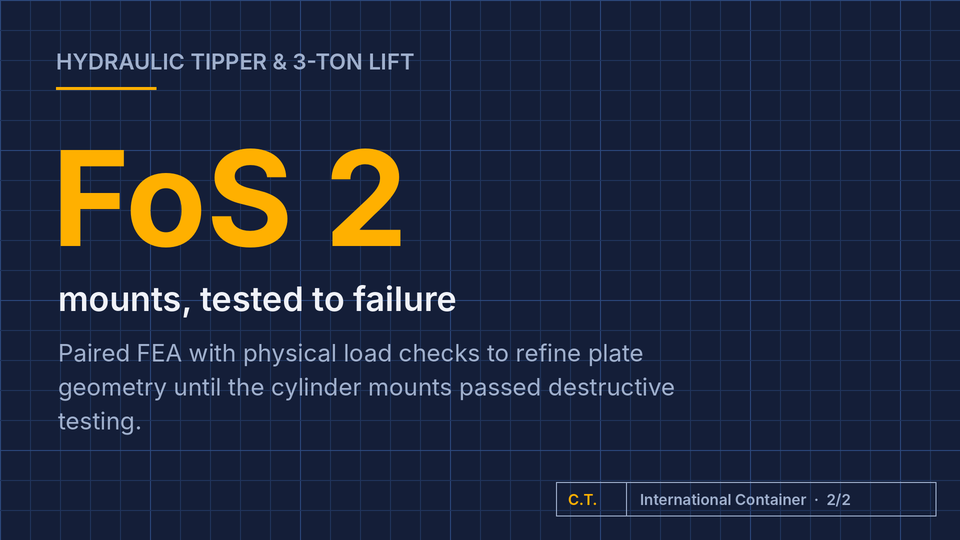 HYDRAULIC TIPPER & 3-TON LIFT
FoS 2
mounts, tested to failure
Paired FEA with physical load checks to refine plate
geometry until the cylinder mounts passed destructive
testing.
C.T. International Container · 2/2